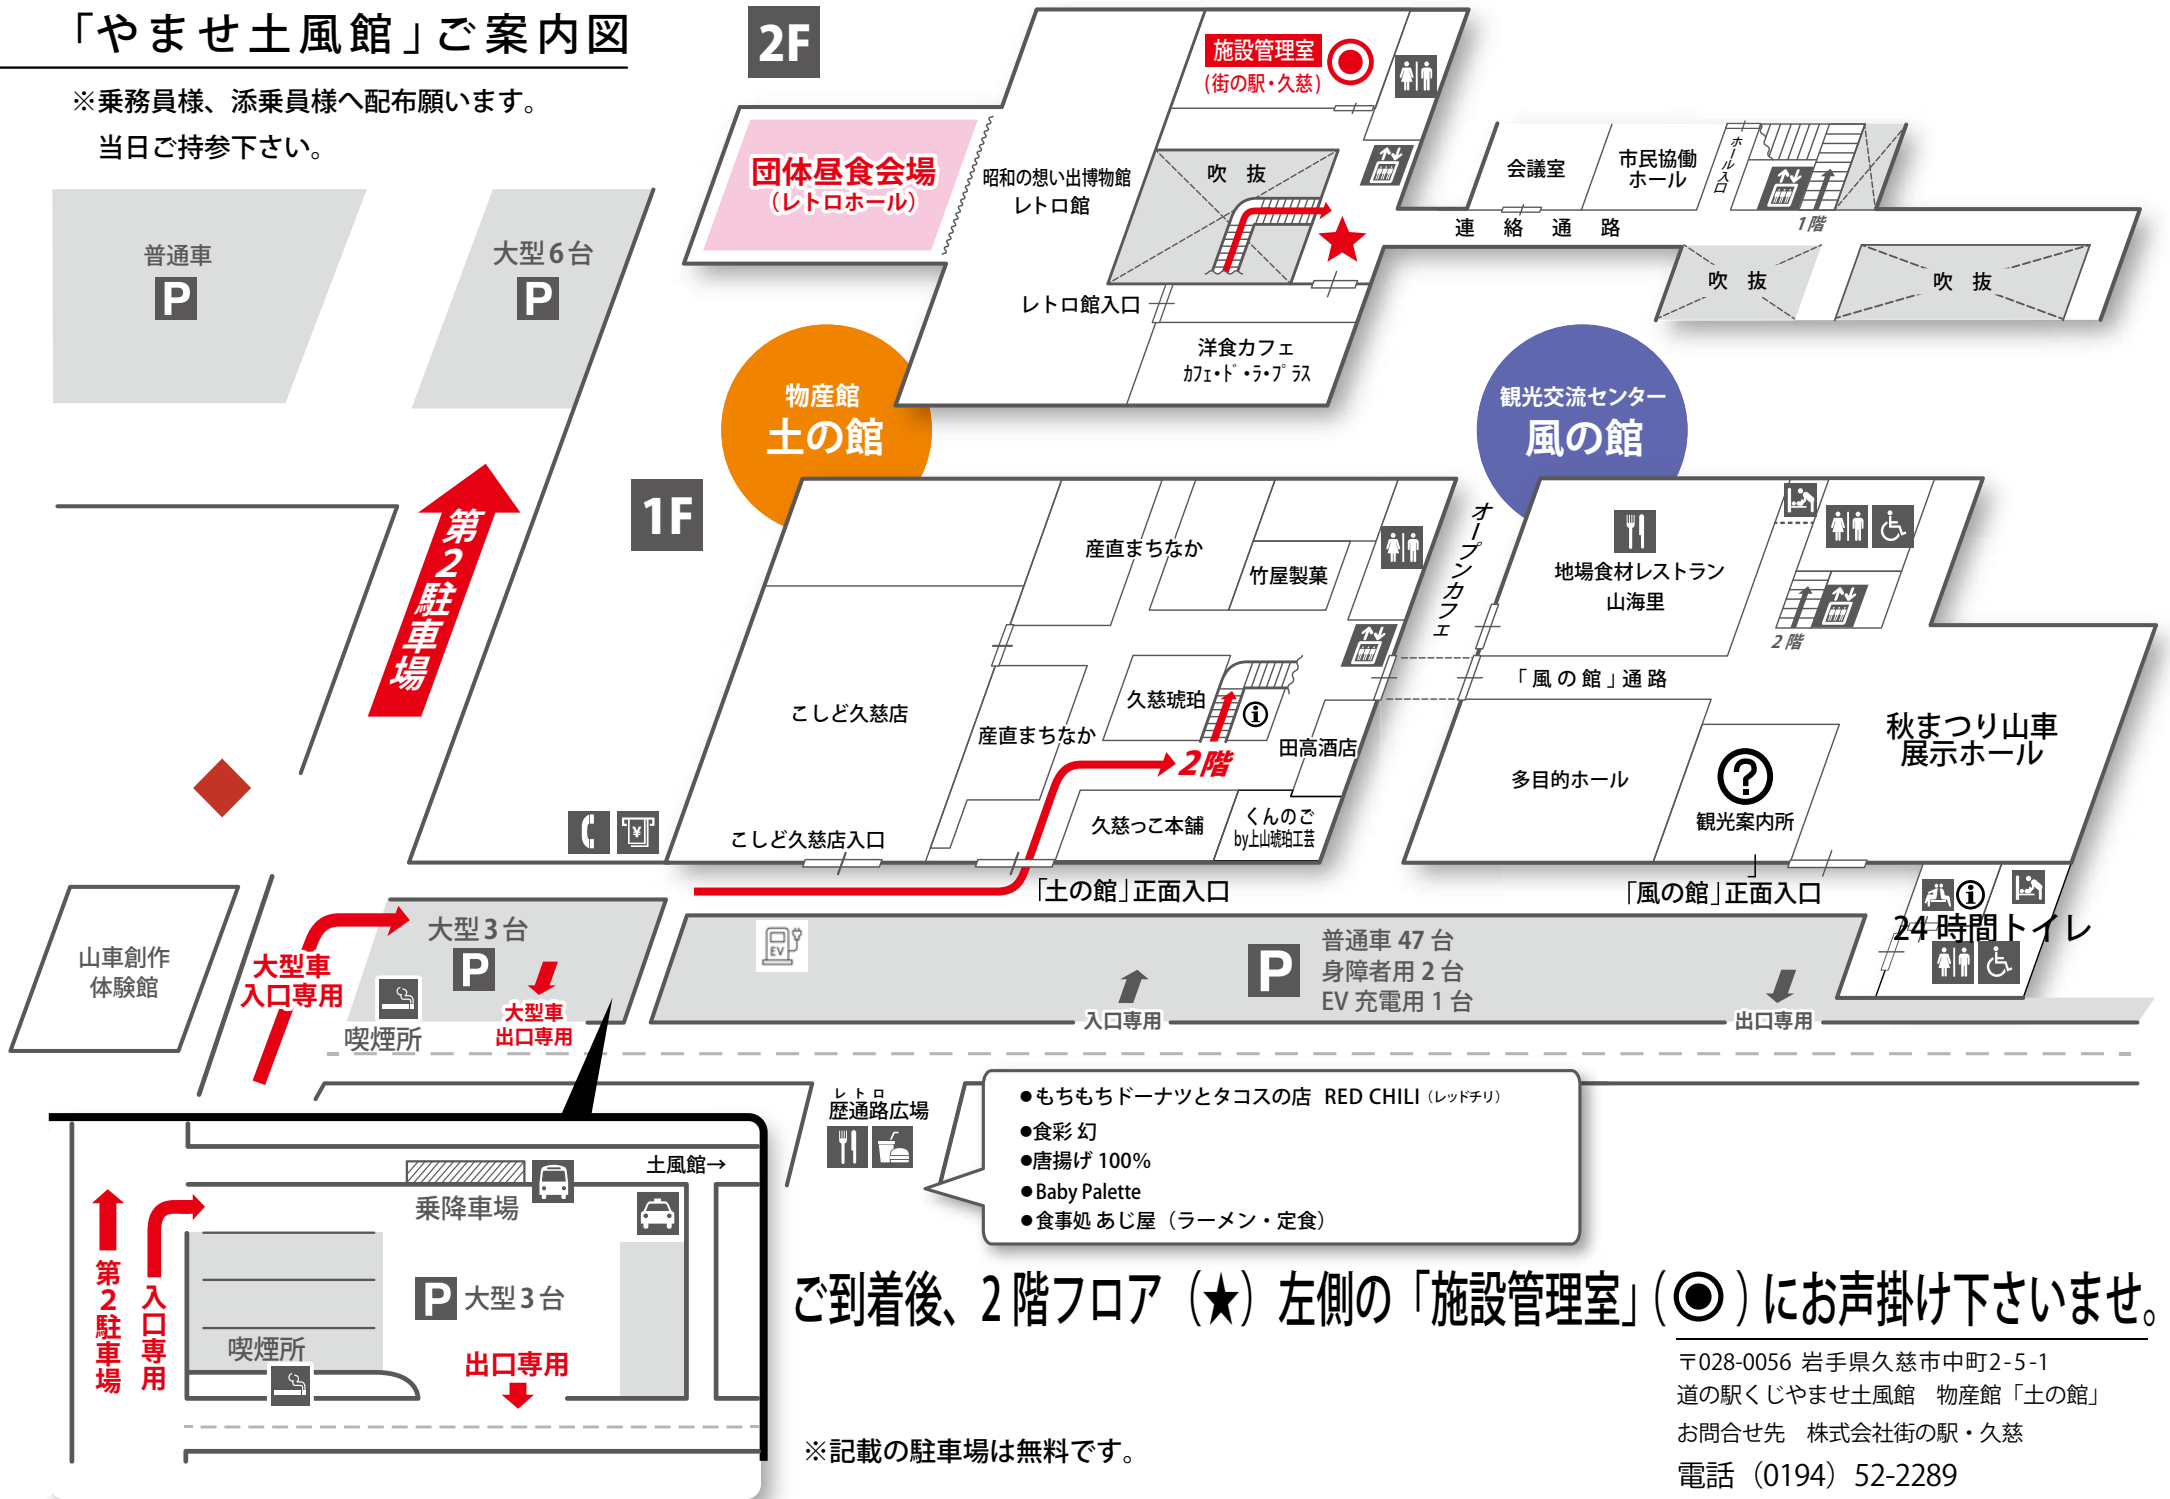 「やませ土風館」ご案内図
※乗務員様、添乗員様へ配布願います。
当日ご持参下さい。
2F
施設管理室
(街の駅・久慈)
団体昼食会場
(レトロホール)
昭和の想い出博物館
レトロ館
吹 抜
レトロ館入口
洋食カフェ
ｶﾌｪ・ﾄﾞ・ﾗ・ﾌﾟﾗｽ
会議室
市民協働
ホール
ホール入口
1階
連絡通路
吹 抜
吹 抜
普通車
P
大型6台
P
第2駐車場
物産館
土の館
観光交流センター
風の館
1F
産直まちなか
竹屋製菓
こしど久慈店
産直まちなか
久慈琥珀
2階
田高酒店
久慈っこ本舗
くんのこ
by上山琥珀工芸
こしど久慈店入口
「土の館」正面入口
オープンカフェ
地場食材レストラン
山海里
2階
「風の館」通路
多目的ホール
?
観光案内所
秋まつり山車
展示ホール
「風の館」正面入口
24時間トイレ
山車創作
体験館
大型車
入口専用
大型3台
P
喫煙所
大型車
出口専用
EV
P
普通車 47 台
身障者用 2 台
EV 充電用 1 台
入口専用
出口専用
レトロ
歴通路広場
●もちもちドーナツとタコスの店 RED CHILI（レッドチリ）
●食彩 幻
●唐揚げ 100%
●Baby Palette
●食事処 あじ屋（ラーメン・定食）
土風館→
乗降車場
第2駐車場
入口専用
P 大型3台
喫煙所
出口専用
ご到着後、2階フロア（★）左側の「施設管理室」(◉)にお声掛け下さいませ。
〒028-0056 岩手県久慈市中町2-5-1
道の駅くじやませ土風館 物産館「土の館」
お問合せ先 株式会社街の駅・久慈
電話（0194）52-2289
※記載の駐車場は無料です。